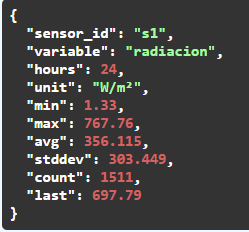 {
"sensor_id": "s1",
"variable": "radiacion",
"hours": 24,
"unit": "W/m²",
"min": 1.33,
"max": 767.76,
"avg": 356.115,
"stddev": 303.449,
"count": 1511,
"last": 697.79
}